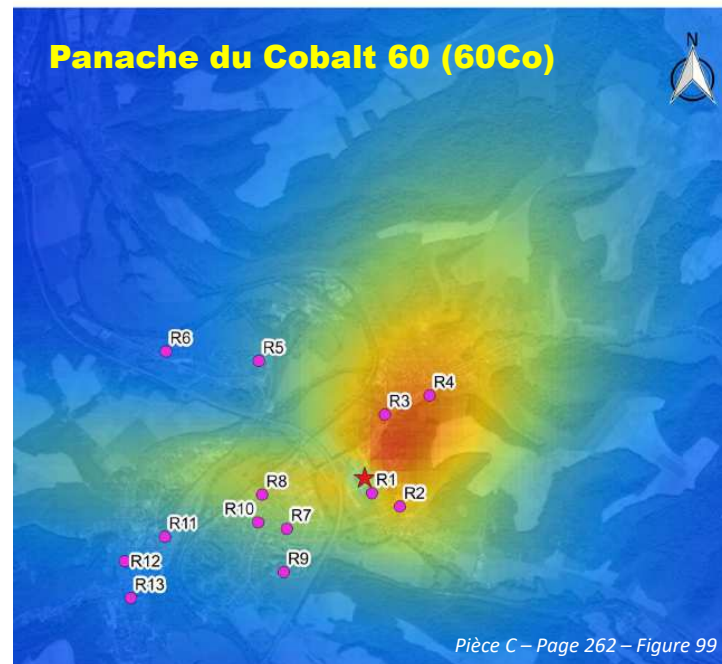 Panache du Cobalt 60 (60Co)
N
R6
R5
R4
R3
R1
R8
R2
R10
R7
R11
R9
R12
R13
Pièce C – Page 262 – Figure 99